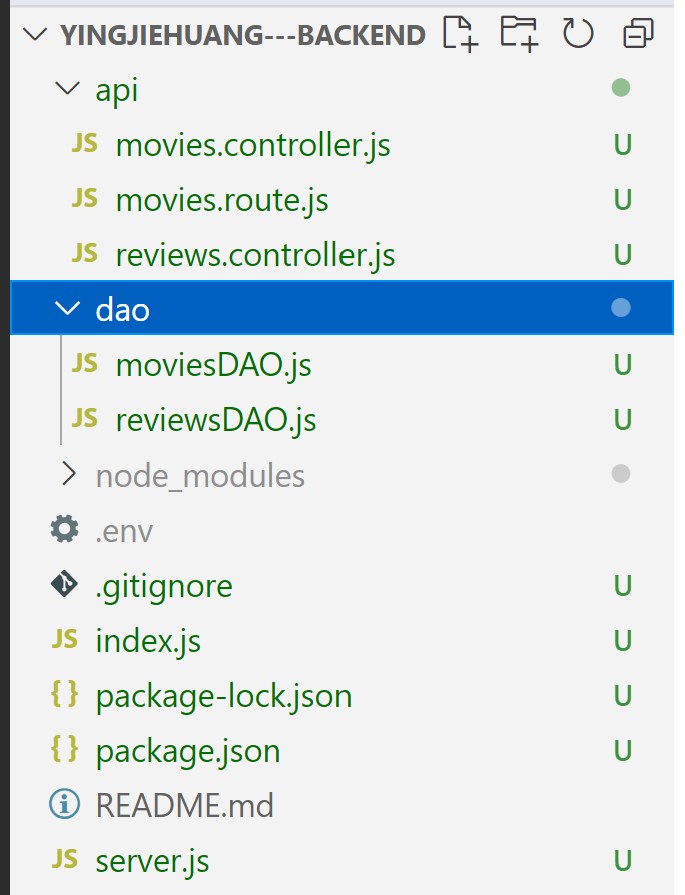 YINGJIEHUANG---BACKEND
api
JS movies.controller.js U
JS movies.route.js U
JS reviews.controller.js U
dao
JS moviesDAO.js U
JS reviewsDAO.js U
node_modules
.env
.gitignore U
JS index.js U
{ } package-lock.json U
{ } package.json U
README.md
JS server.js U